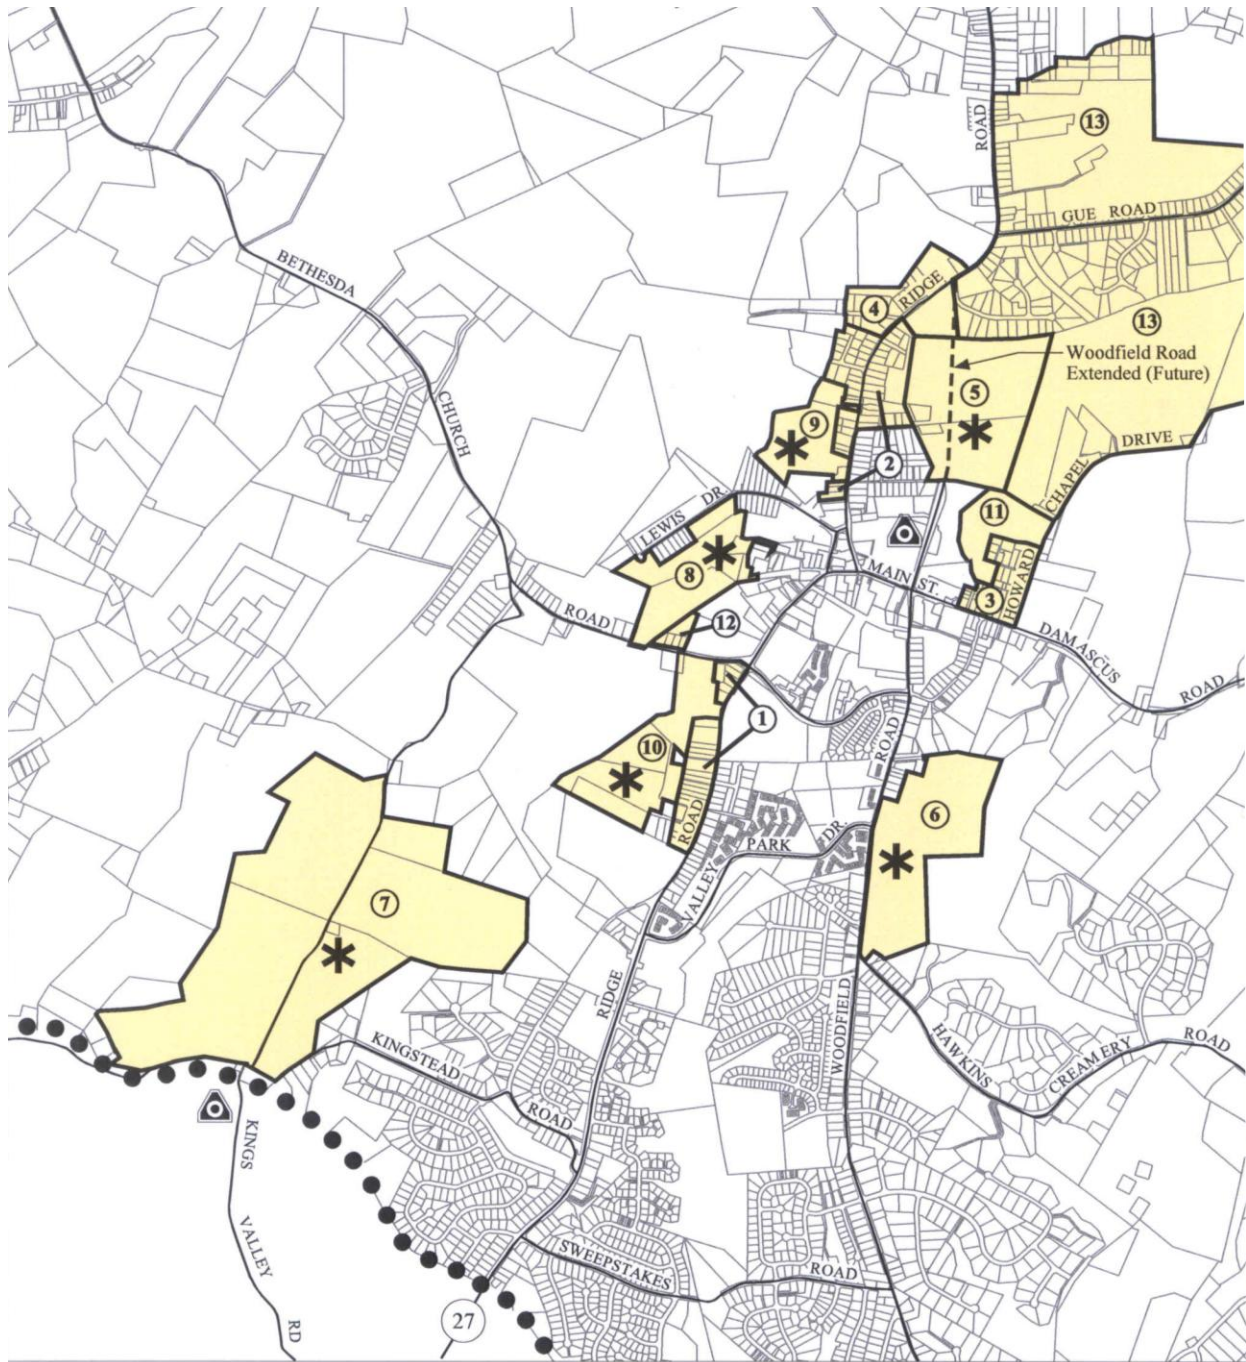 13
ROAD
GUE ROAD
BETHESDA
RIDGE
4
13
Woodfield Road
Extended (Future)
5
CHURCH
9
DRIVE
2
CHAPEL
LEWIS DR.
11
8
MAIN ST.
HOWARD
3
ROAD
12
DAMASCUS
ROAD
1
10
ROAD
ROAD
6
PARK DR.
VALLEY
7
RIDGE
WOODFIELD
HAWKINS
CREAMERY
ROAD
KINGSTEAD
ROAD
KINGS
VALLEY
RD
SWEEPSTAKES
ROAD
27